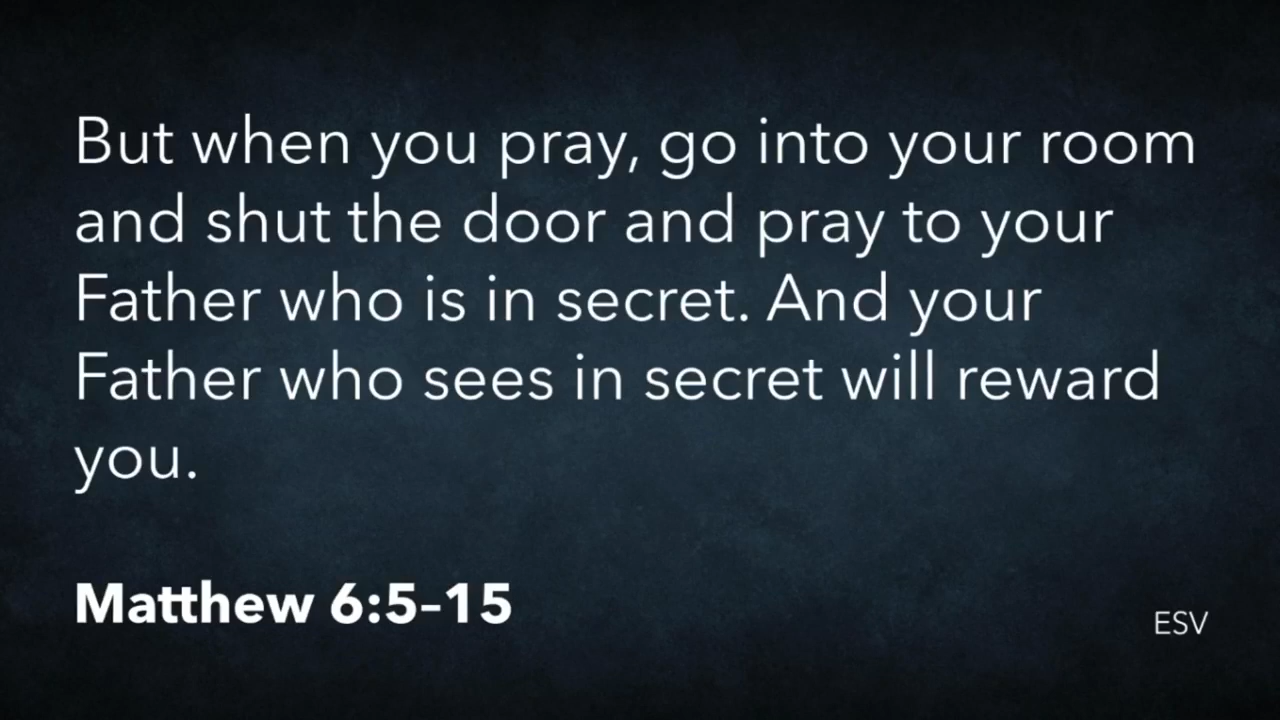 But when you pray, go into your room
and shut the door and pray to your
Father who is in secret. And your
Father who sees in secret will reward
you.
Matthew 6:5–15
ESV